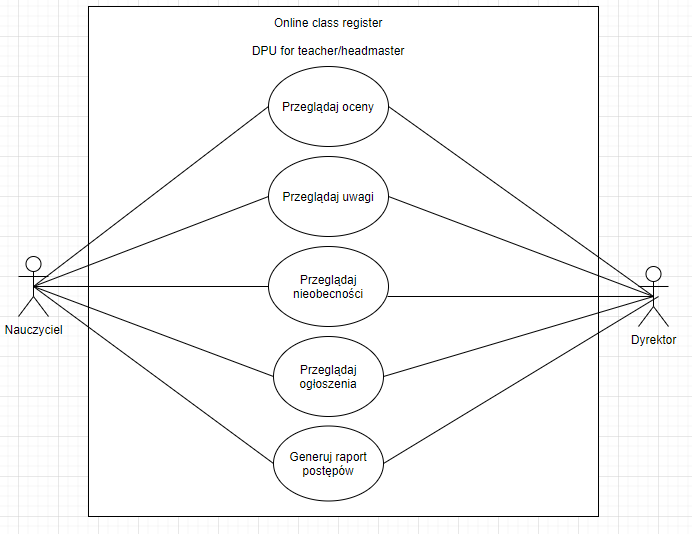 Online class register
DPU for teacher/headmaster
Przeglądaj oceny
Przeglądaj uwagi
Przeglądaj
nieobecności
Nauczyciel
Dyrektor
Przeglądaj
ogłoszenia
Generuj raport
postępów